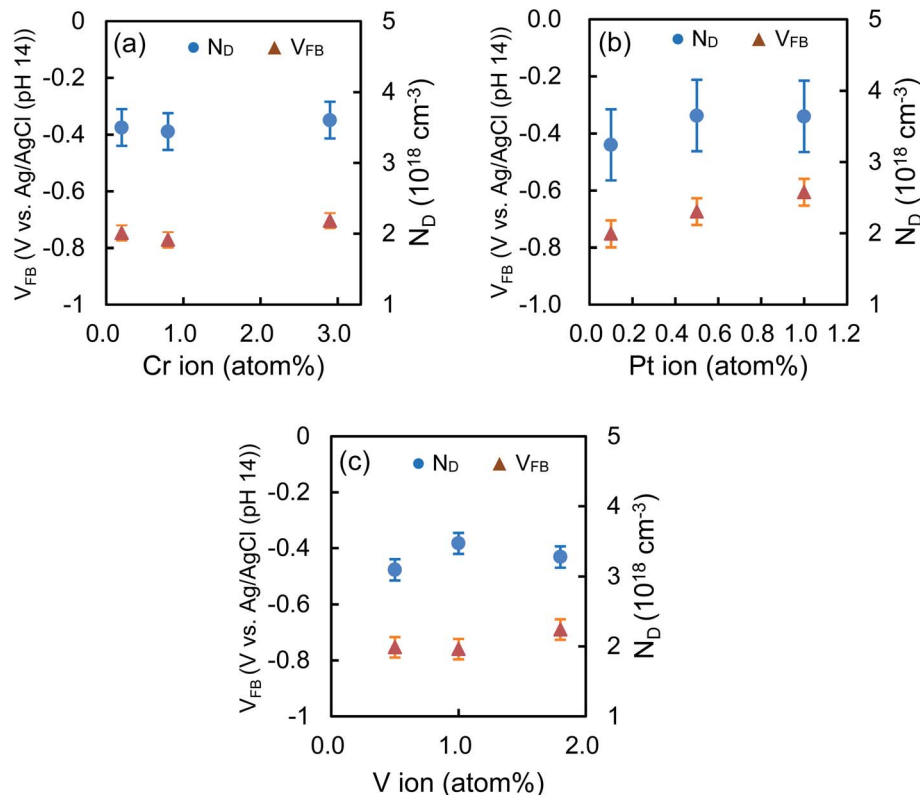 (a)
N_D V_FB
V_FB (V vs. Ag/AgCl (pH 14))
0
-0.2
-0.4
-0.6
-0.8
-1
5
4
3
2
1
N_D (10^18 cm^-3)
0.0 1.0 2.0 3.0
Cr ion (atom%)
(b)
N_D V_FB
V_FB (V vs. Ag/AgCl (pH 14))
0.0
-0.2
-0.4
-0.6
-0.8
-1.0
5
4
3
2
1
N_D (10^18 cm^-3)
0.0 0.2 0.4 0.6 0.8 1.0 1.2
Pt ion (atom%)
(c)
N_D V_FB
V_FB (V vs. Ag/AgCl (pH 14))
0
-0.2
-0.4
-0.6
-0.8
-1
5
4
3
2
1
N_D (10^18 cm^-3)
0.0 1.0 2.0
V ion (atom%)